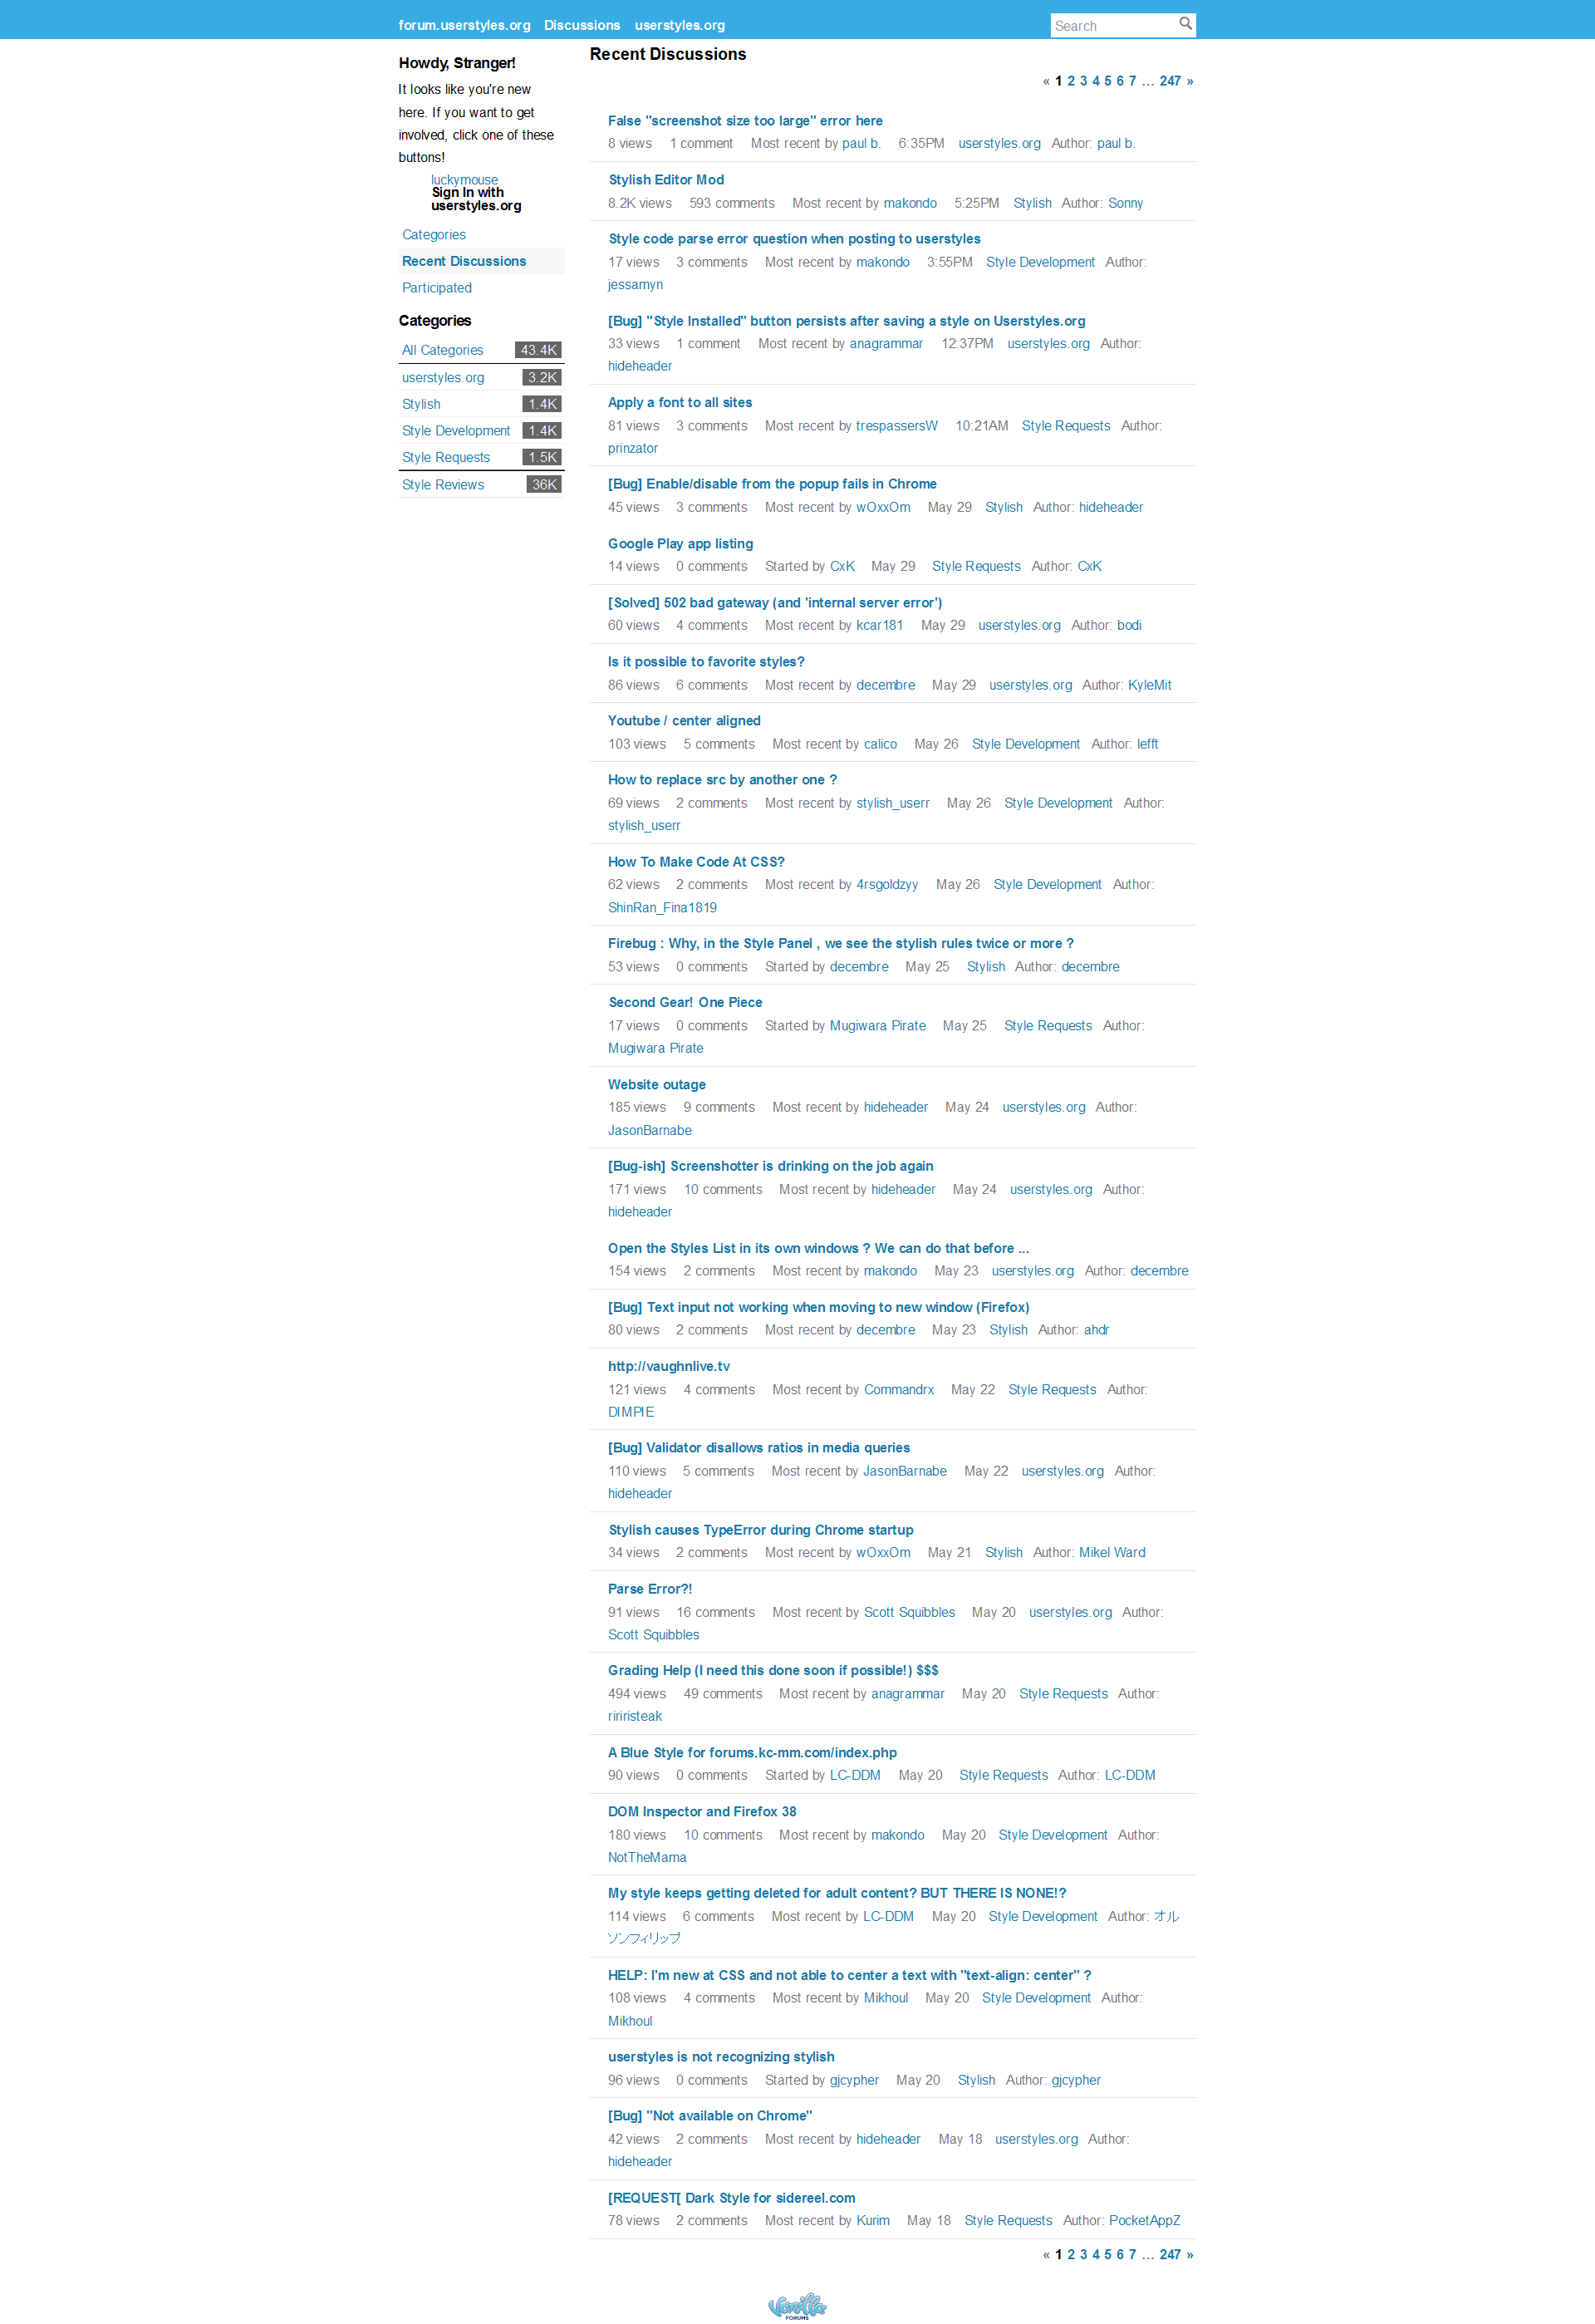 forum.userstyles.org Discussions userstyles.org Search
Howdy, Stranger!
It looks like you're new
here. If you want to get
involved, click one of these
buttons!
luckymouse
Sign In with
userstyles.org
Categories
Recent Discussions
Participated
Categories
All Categories 43.4K
userstyles.org 3.2K
Stylish 1.4K
Style Development 1.4K
Style Requests 1.5K
Style Reviews 36K
Recent Discussions
« 1 2 3 4 5 6 7 … 247 »
False "screenshot size too large" error here
8 views 1 comment Most recent by paul b. 6:35PM userstyles.org Author: paul b.
Stylish Editor Mod
8.2K views 593 comments Most recent by makondo 5:25PM Stylish Author: Sonny
Style code parse error question when posting to userstyles
17 views 3 comments Most recent by makondo 3:55PM Style Development Author:
jessamyn
[Bug] "Style Installed" button persists after saving a style on Userstyles.org
33 views 1 comment Most recent by anagrammar 12:37PM userstyles.org Author:
hideheader
Apply a font to all sites
81 views 3 comments Most recent by trespassersW 10:21AM Style Requests Author:
prinzator
[Bug] Enable/disable from the popup fails in Chrome
45 views 3 comments Most recent by wOxxOm May 29 Stylish Author: hideheader
Google Play app listing
14 views 0 comments Started by CxK May 29 Style Requests Author: CxK
[Solved] 502 bad gateway (and 'internal server error')
60 views 4 comments Most recent by kcar181 May 29 userstyles.org Author: bodi
Is it possible to favorite styles?
86 views 6 comments Most recent by decembre May 29 userstyles.org Author: KyleMit
Youtube / center aligned
103 views 5 comments Most recent by calico May 26 Style Development Author: lefft
How to replace src by another one ?
69 views 2 comments Most recent by stylish_userr May 26 Style Development Author:
stylish_userr
How To Make Code At CSS?
62 views 2 comments Most recent by 4rsgoldzyy May 26 Style Development Author:
ShinRan_Fina1819
Firebug : Why, in the Style Panel , we see the stylish rules twice or more ?
53 views 0 comments Started by decembre May 25 Stylish Author: decembre
Second Gear! One Piece
17 views 0 comments Started by Mugiwara Pirate May 25 Style Requests Author:
Mugiwara Pirate
Website outage
185 views 9 comments Most recent by hideheader May 24 userstyles.org Author:
JasonBarnabe
[Bug-ish] Screenshotter is drinking on the job again
171 views 10 comments Most recent by hideheader May 24 userstyles.org Author:
hideheader
Open the Styles List in its own windows ? We can do that before ...
154 views 2 comments Most recent by makondo May 23 userstyles.org Author: decembre
[Bug] Text input not working when moving to new window (Firefox)
80 views 2 comments Most recent by decembre May 23 Stylish Author: ahdr
http://vaughnlive.tv
121 views 4 comments Most recent by Commandrx May 22 Style Requests Author:
DIMPIE
[Bug] Validator disallows ratios in media queries
110 views 5 comments Most recent by JasonBarnabe May 22 userstyles.org Author:
hideheader
Stylish causes TypeError during Chrome startup
34 views 2 comments Most recent by wOxxOm May 21 Stylish Author: Mikel Ward
Parse Error?!
91 views 16 comments Most recent by Scott Squibbles May 20 userstyles.org Author:
Scott Squibbles
Grading Help (I need this done soon if possible!) $$$
494 views 49 comments Most recent by anagrammar May 20 Style Requests Author:
ririristeak
A Blue Style for forums.kc-mm.com/index.php
90 views 0 comments Started by LC-DDM May 20 Style Requests Author: LC-DDM
DOM Inspector and Firefox 38
180 views 10 comments Most recent by makondo May 20 Style Development Author:
NotTheMama
My style keeps getting deleted for adult content? BUT THERE IS NONE!?
114 views 6 comments Most recent by LC-DDM May 20 Style Development Author: オル
ソンフィリップ
HELP: I'm new at CSS and not able to center a text with "text-align: center" ?
108 views 4 comments Most recent by Mikhoul May 20 Style Development Author:
Mikhoul
userstyles is not recognizing stylish
96 views 0 comments Started by gjcypher May 20 Stylish Author: gjcypher
[Bug] "Not available on Chrome"
42 views 2 comments Most recent by hideheader May 18 userstyles.org Author:
hideheader
[REQUEST[ Dark Style for sidereel.com
78 views 2 comments Most recent by Kurim May 18 Style Requests Author: PocketAppZ
« 1 2 3 4 5 6 7 … 247 »
Vanilla
FORUMS